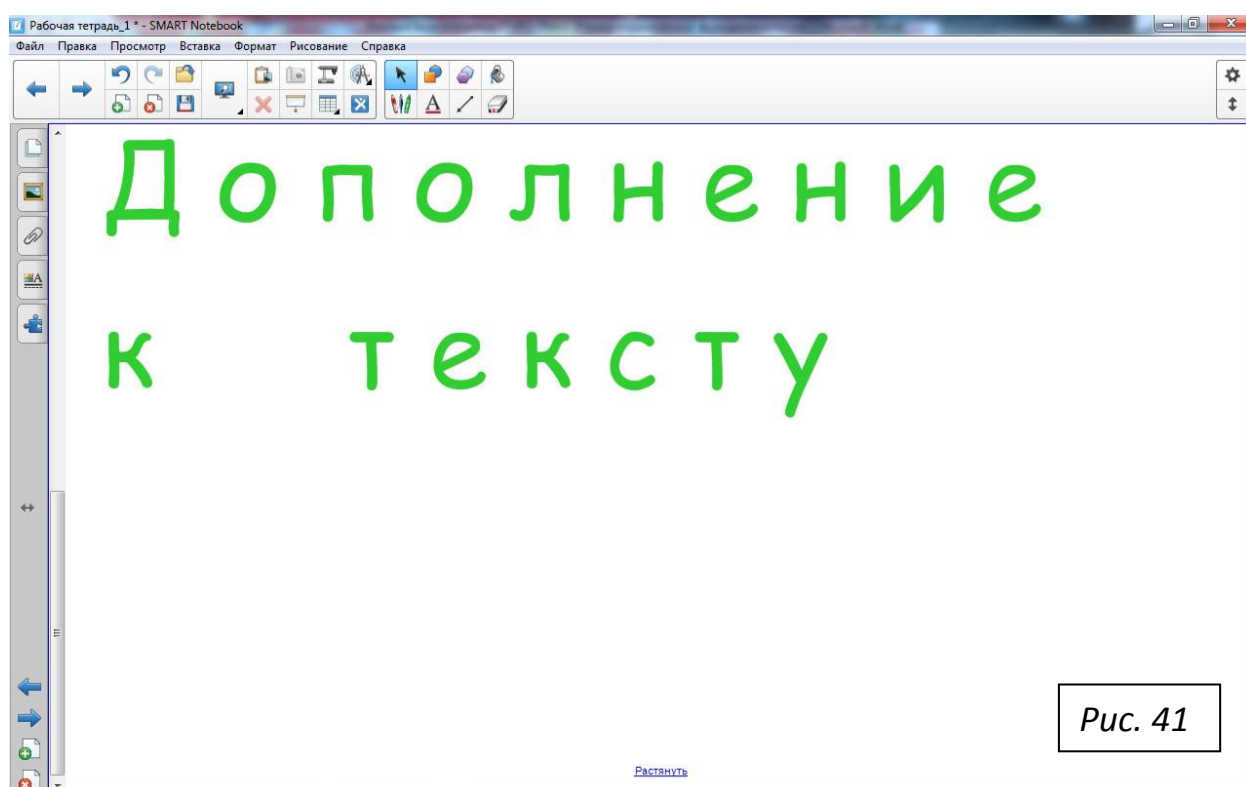 Рабочая тетрадь_1 * - SMART Notebook
Файл Правка Просмотр Вставка Формат Рисование Справка
Дополнение
к тексту
Рис. 41
Растянуть